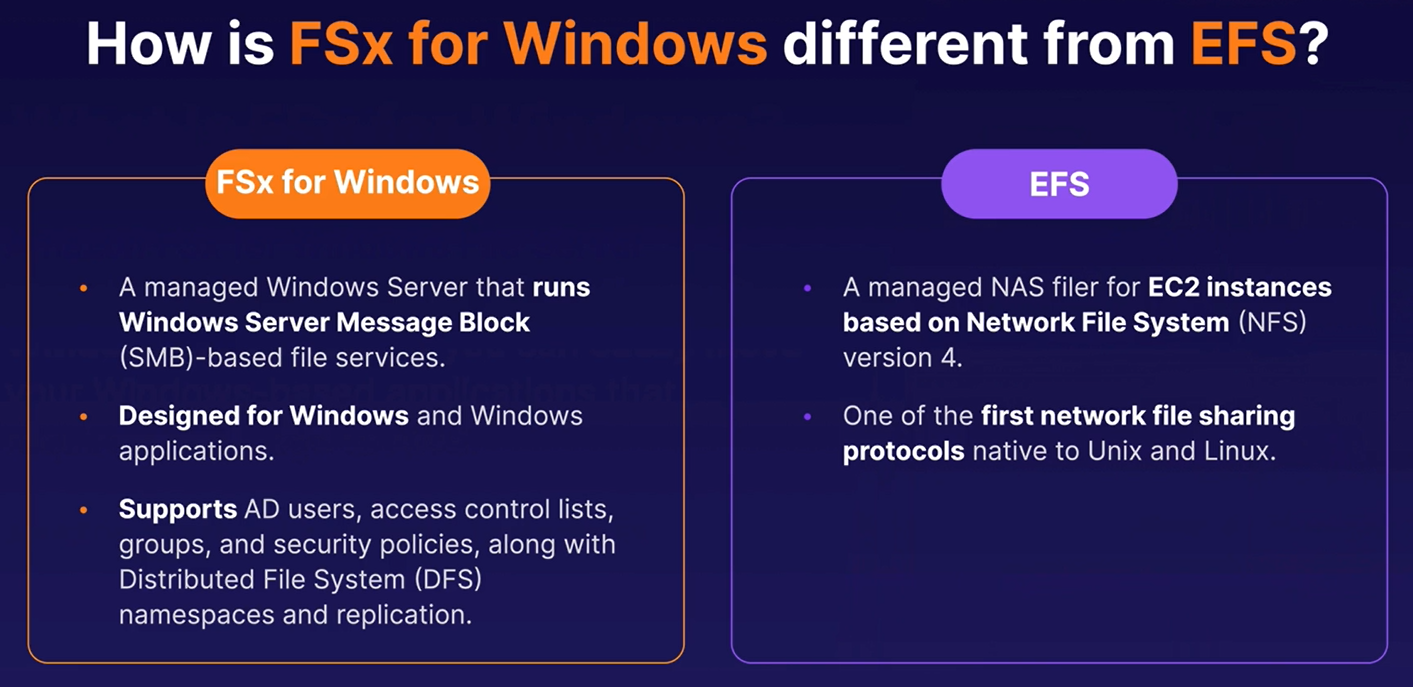 How is FSx for Windows different from EFS?
FSx for Windows
• A managed Windows Server that runs
Windows Server Message Block
(SMB)-based file services.
• Designed for Windows and Windows
applications.
• Supports AD users, access control lists,
groups, and security policies, along with
Distributed File System (DFS)
namespaces and replication.
EFS
• A managed NAS filer for EC2 instances
based on Network File System (NFS)
version 4.
• One of the first network file sharing
protocols native to Unix and Linux.